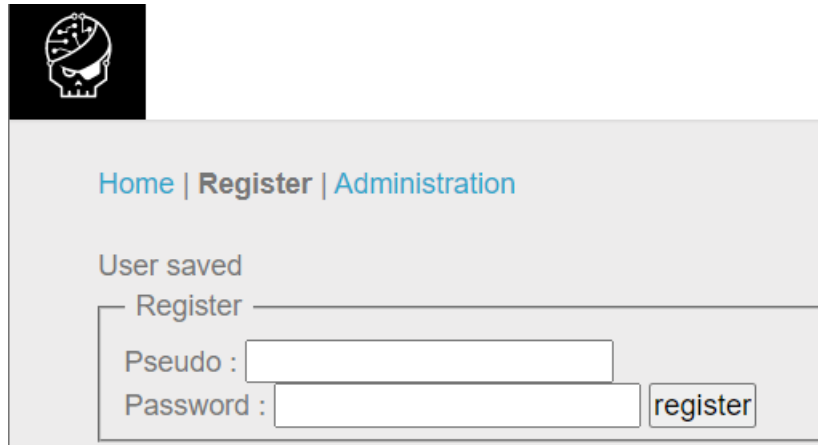 Home | Register | Administration
User saved
Register
Pseudo :
Password : register